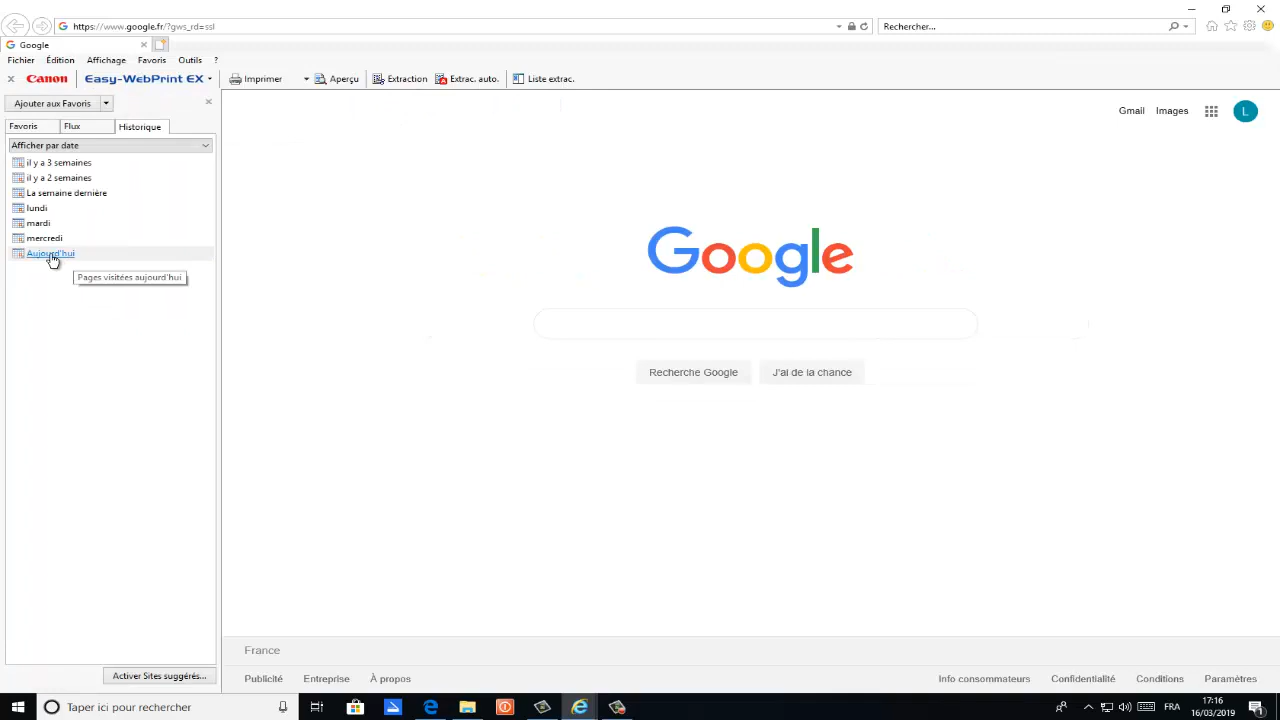 https://www.google.fr/?gws_rd=ssl
Rechercher...
Google
Fichier Édition Affichage Favoris Outils ?
Canon Easy-WebPrint EX Imprimer Aperçu Extraction Extrac. auto. Liste extrac.
Ajouter aux Favoris
Favoris Flux Historique
Afficher par date
il y a 3 semaines
il y a 2 semaines
La semaine dernière
lundi
mardi
mercredi
Aujourd'hui
Pages visitées aujourd'hui
Gmail Images L
Google
Recherche Google J'ai de la chance
France
Publicité Entreprise À propos Info consommateurs Confidentialité Conditions Paramètres
Activer Sites suggérés...
Taper ici pour rechercher
FRA
17:16
16/03/2019